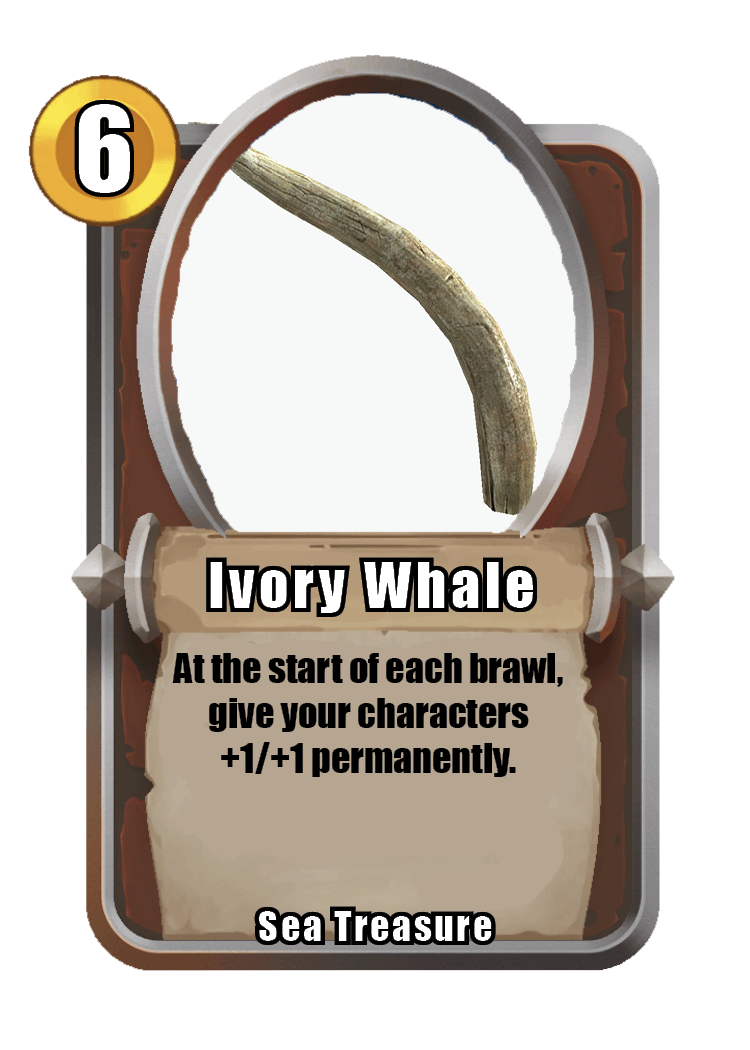 6
Ivory Whale
At the start of each brawl,
give your characters
+1/+1 permanently.
Sea Treasure